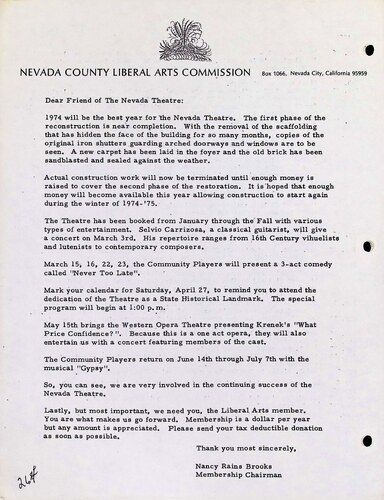 NEVADA COUNTY LIBERAL ARTS COMMISSION Box 1066, Nevada City, California 95959
Dear Friend of The Nevada Theatre:
1974 will be the best year for the Nevada Theatre. The first phase of the
reconstruction is near completion. With the removal of the scaffolding
that has hidden the face of the building for so many months, copies of the
original iron shutters guarding arched doorways and windows are to be
seen. A new carpet has been laid in the foyer and the old brick has been
sandblasted and sealed against the weather.
Actual construction work will now be terminated until enough money is
raised to cover the second phase of the restoration. It is hoped that enough
money will become available this year allowing construction to start again
during the winter of 1974-'75.
The Theatre has been booked from January through the Fall with various
types of entertainment. Selvio Carrizosa, a classical guitarist, will give
a concert on March 3rd. His repertoire ranges from 16th Century vihuelists
and lutenists to contemporary composers.
March 15, 16, 22, 23, the Community Players will present a 3-act comedy
called "Never Too Late".
Mark your calendar for Saturday, April 27, to remind you to attend the
dedication of the Theatre as a State Historical Landmark. The special
program will begin at 1:00 p.m.
May 15th brings the Western Opera Theatre presenting Krenek's "What
Price Confidence?". Because this is a one act opera, they will also
entertain us with a concert featuring members of the cast.
The Community Players return on June 14th through July 7th with the
musical "Gypsy".
So, you can see, we are very involved in the continuing success of the
Nevada Theatre.
Lastly, but most important, we need you, the Liberal Arts member.
You are what makes us go forward. Membership is a dollar per year
but any amount is appreciated. Please send your tax deductible donation
as soon as possible.
Thank you most sincerely,
Nancy Rains Brooks
Membership Chairman
264